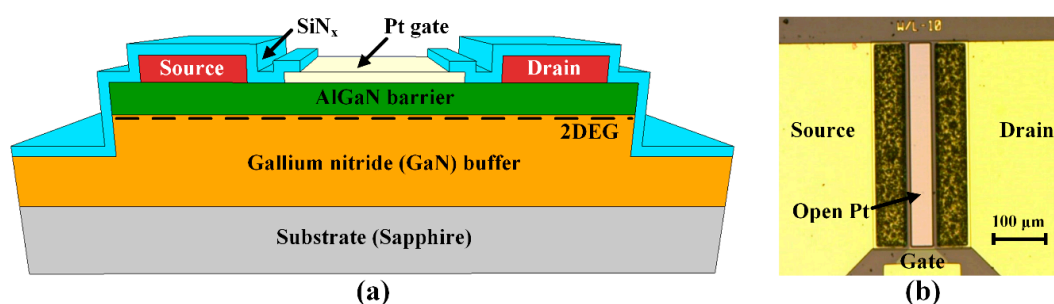 SiNₓ
Pt gate
Source
Drain
AlGaN barrier
2DEG
Gallium nitride (GaN) buffer
Substrate (Sapphire)
(a)
W/L-10
Source
Drain
Open Pt
100 μm
Gate
(b)